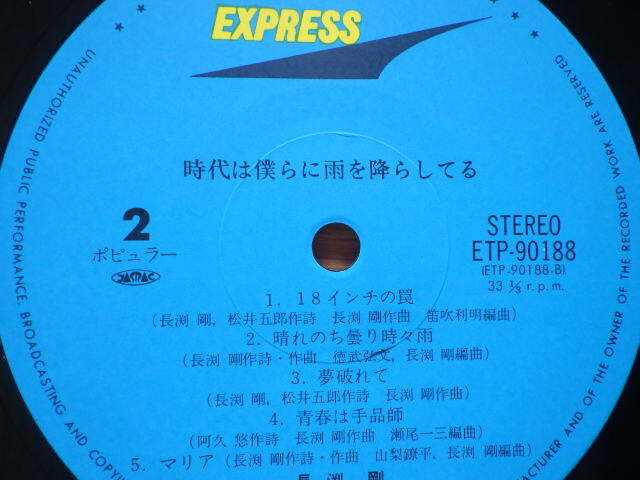 EXPRESS
UNAUTHORIZED PUBLIC PERFORMANCE, BROADCASTING AND COPYI
MANUFACTURER AND OF THE OWNER OF THE RECORDED WORK ARE RESERVED
時代は僕らに雨を降らしてる
2
ポピュラー
JASRAC
STEREO
ETP-90188
(ETP-90188-B)
33 ⅓ r.p.m.
1. 18インチの罠
(長渕 剛, 松井五郎作詩 長渕 剛作曲 笛吹利明編曲)
2. 晴れのち曇り時々雨
(長渕 剛作詩・作曲 徳武弘文, 長渕 剛編曲)
3. 夢破れて
(長渕 剛, 松井五郎作詩 長渕 剛作曲)
4. 青春は手品師
(阿久 悠作詩 長渕 剛作曲 瀬尾一三編曲)
5. マリア (長渕 剛作詩・作曲 山梨鐐平, 長渕 剛編曲)
長渕 剛